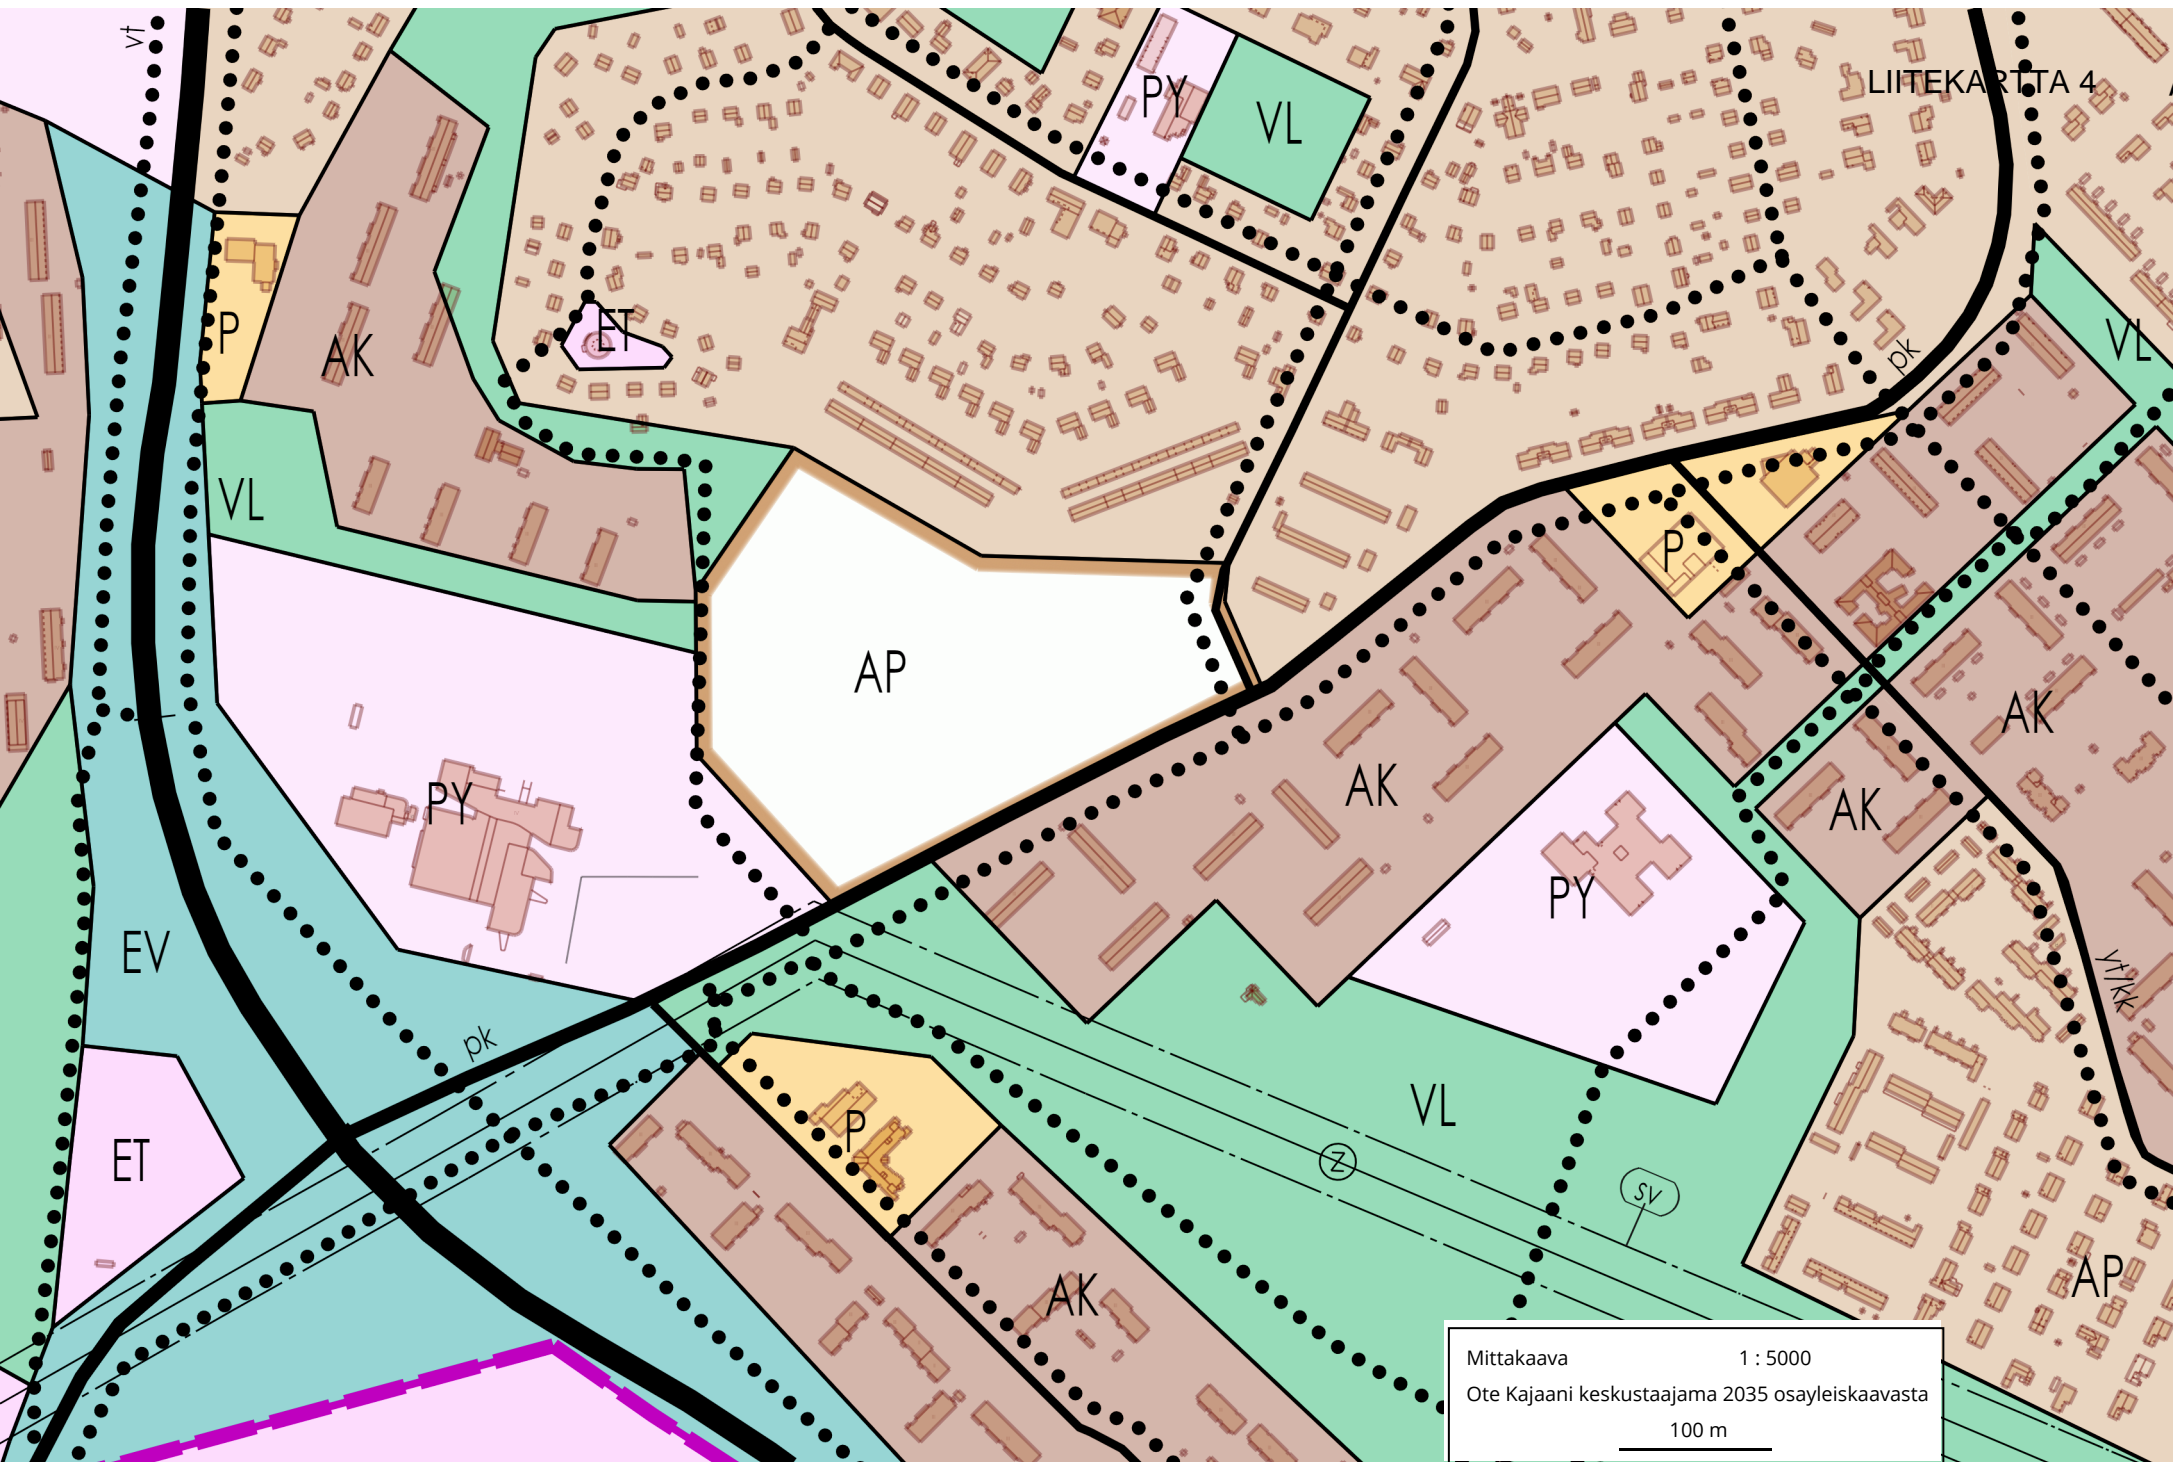 vt
LIITEKARTTA 4
PY
VL
P
AK
ET
pk
VL
VL
P
AP
AK
AK
PY
AK
PY
EV
pk
yt/kk
VL
P
ET
Z
sv
AK
AP
Mittakaava 1 : 5000
Ote Kajaani keskustaajama 2035 osayleiskaavasta
100 m